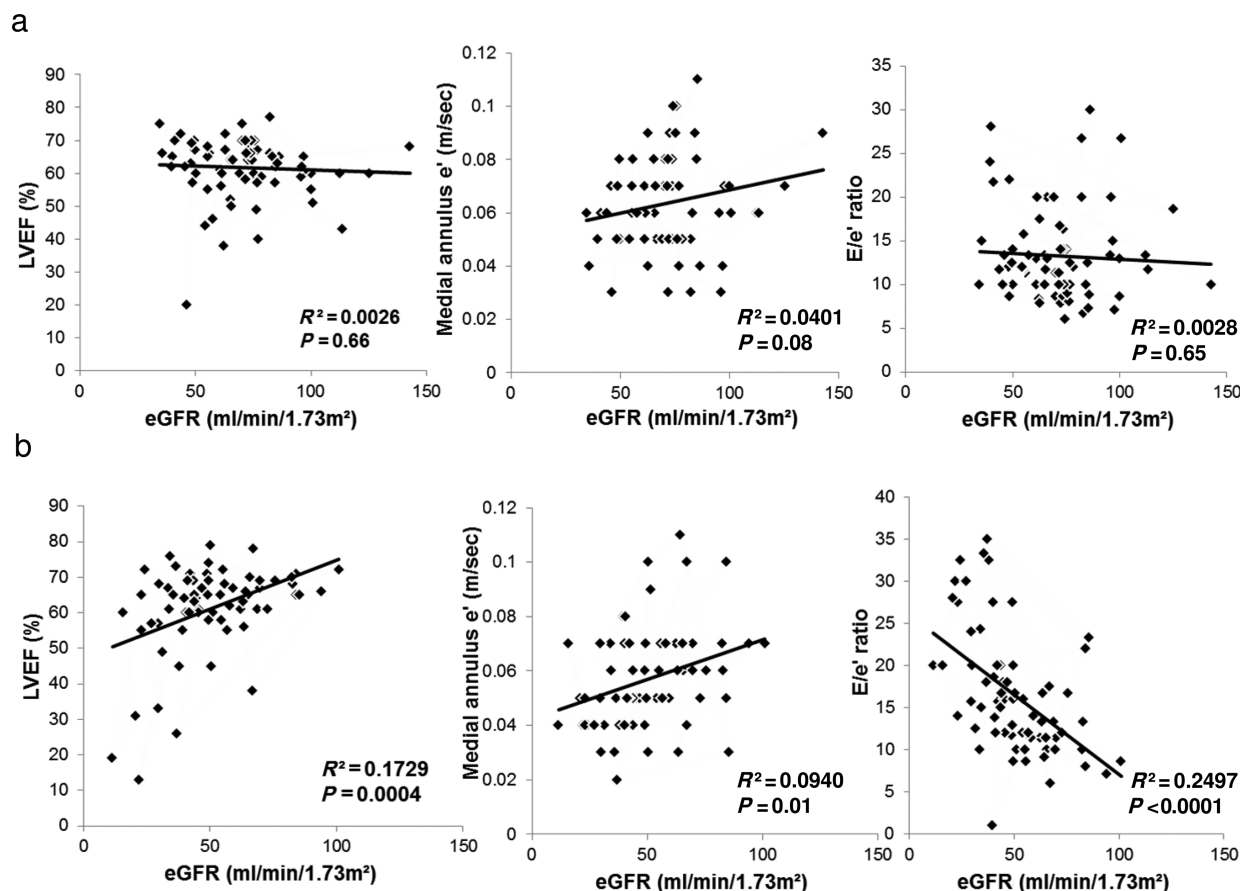 a
90
80
70
60
50
40
30
20
10
0
LVEF (%)
0 50 100 150
eGFR (ml/min/1.73m²)
R² = 0.0026
P = 0.66
0.12
0.1
0.08
0.06
0.04
0.02
0
Medial annulus e' (m/sec)
0 50 100 150
eGFR (ml/min/1.73m²)
R² = 0.0401
P = 0.08
35
30
25
20
15
10
5
0
E/e' ratio
0 50 100 150
eGFR (ml/min/1.73m²)
R² = 0.0028
P = 0.65
b
90
80
70
60
50
40
30
20
10
0
LVEF (%)
0 50 100 150
eGFR (ml/min/1.73m²)
R² = 0.1729
P = 0.0004
0.12
0.1
0.08
0.06
0.04
0.02
0
Medial annulus e' (m/sec)
0 50 100 150
eGFR (ml/min/1.73m²)
R² = 0.0940
P = 0.01
40
35
30
25
20
15
10
5
0
E/e' ratio
0 50 100 150
eGFR (ml/min/1.73m²)
R² = 0.2497
P <0.0001